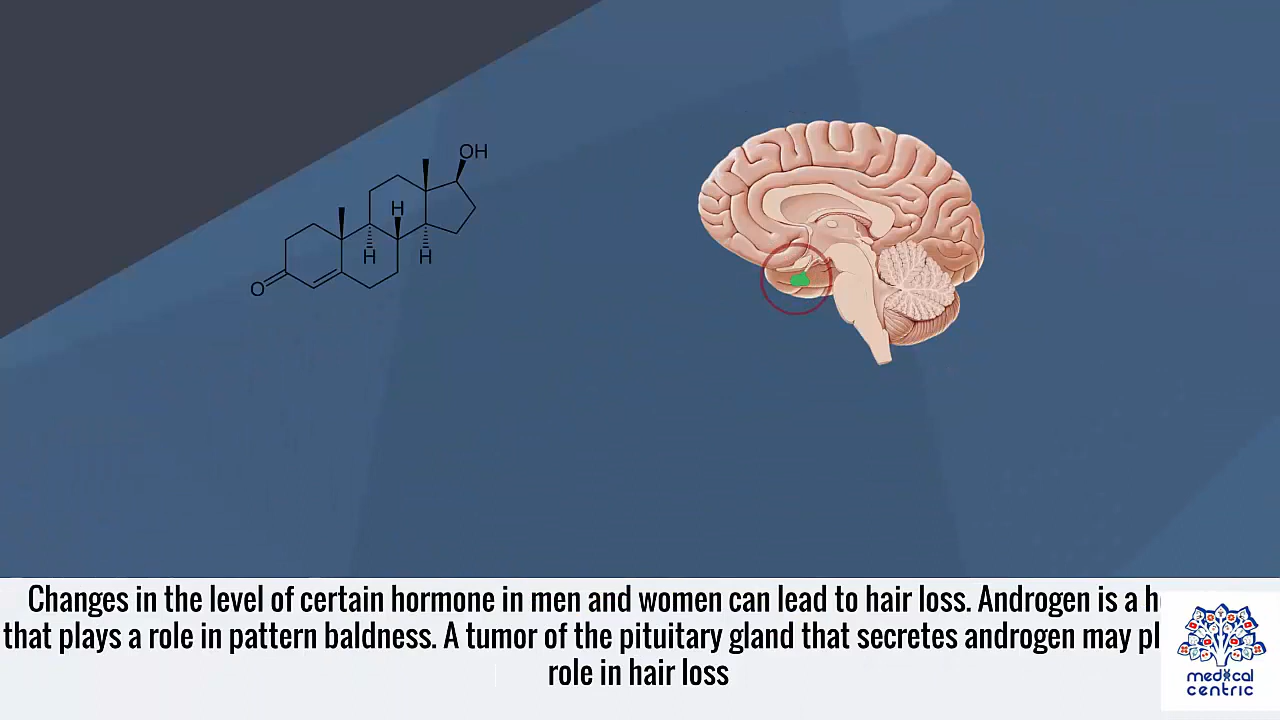 OH
H
H
H
O
Changes in the level of certain hormone in men and women can lead to hair loss. Androgen is a
that plays a role in pattern baldness. A tumor of the pituitary gland that secretes androgen may
role in hair loss
medical
centric